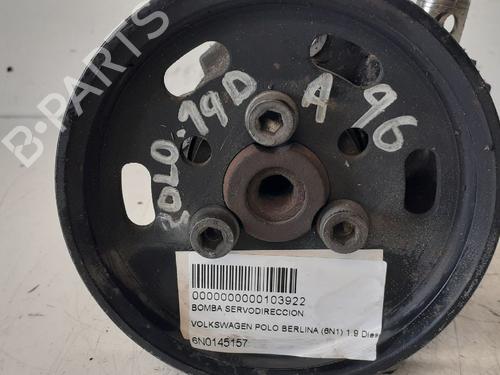 B-PARTS
POLO 1.9D A 96
0000000000103922
BOMBA SERVODIRECCION
VOLKSWAGEN POLO BERLINA (6N1) 1.9 Dies
6N0145157